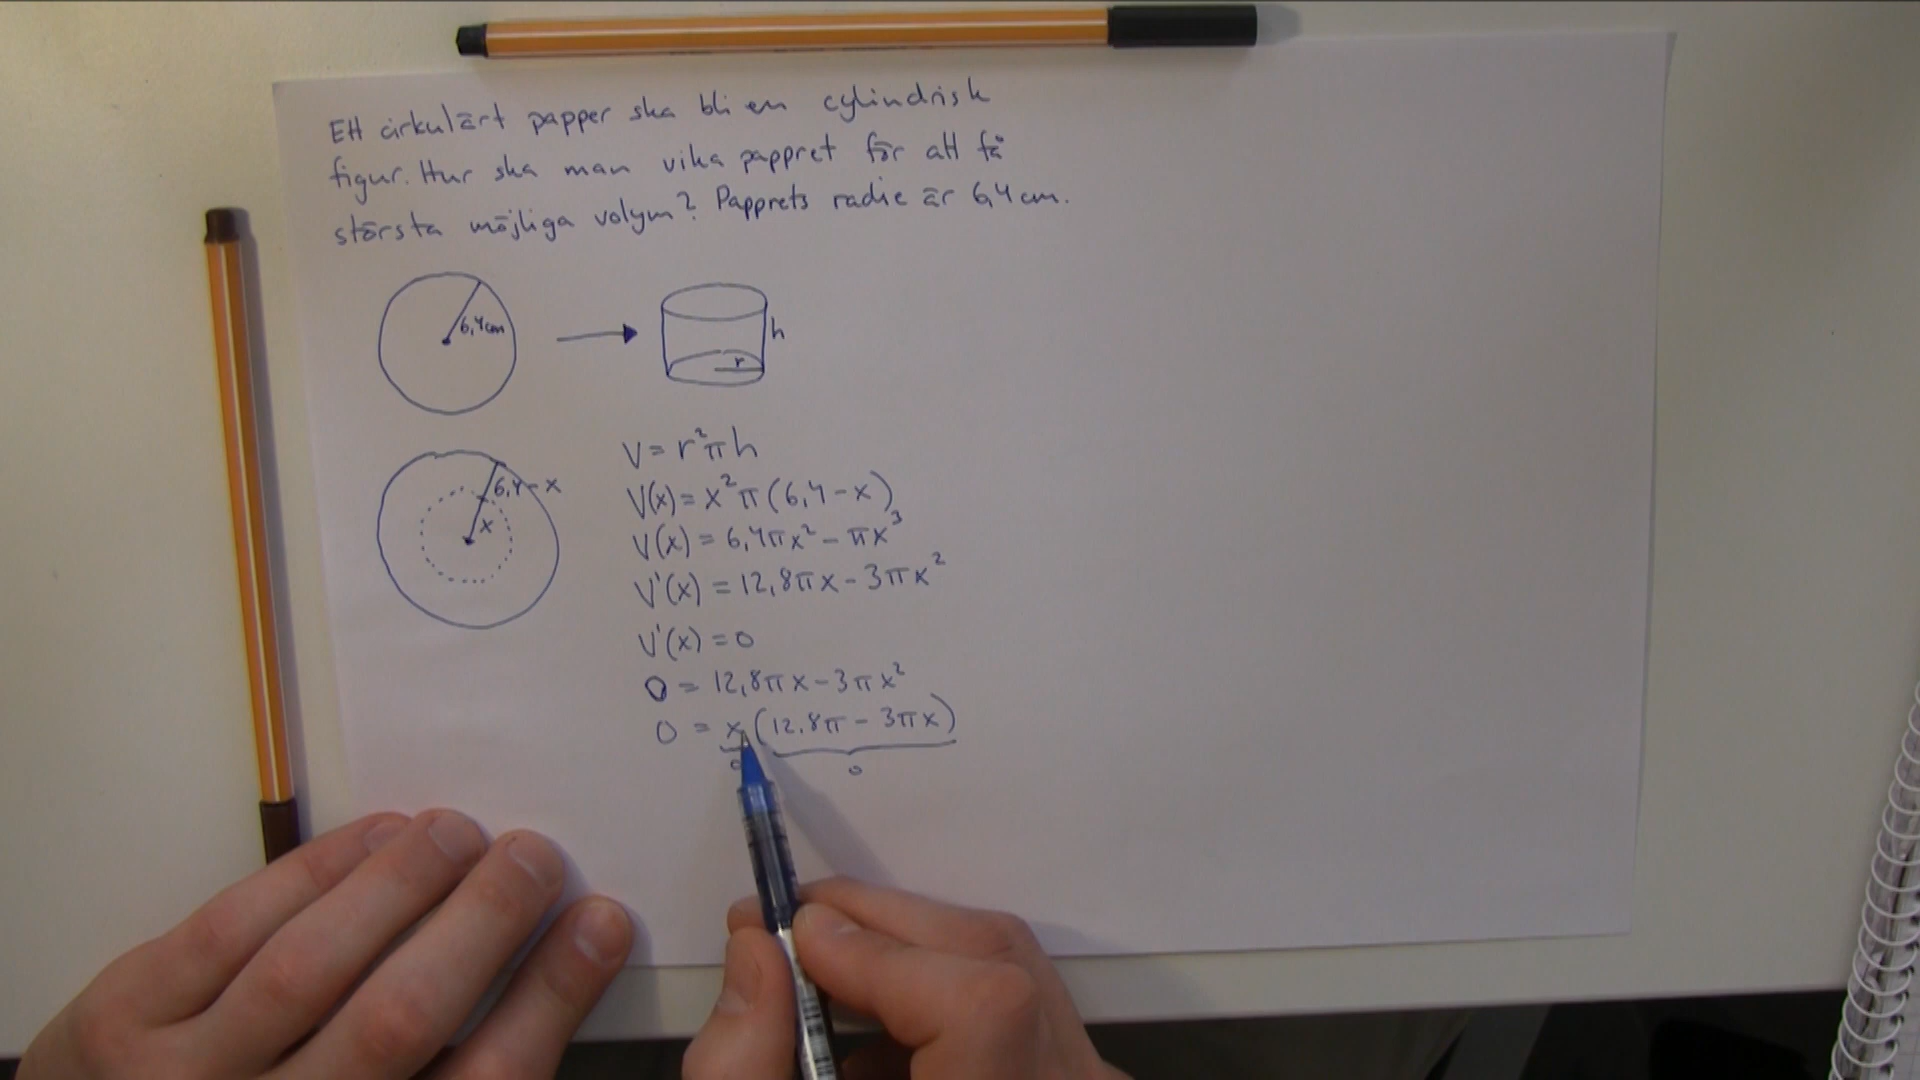 Ett cirkulärt papper ska bli en cylindrisk
figur. Hur ska man vika pappret för att få
största möjliga volym? Papprets radie är 6,4 cm.
6,4cm
h
r
6,4-x
x
V = r²πh
V(x) = x²π(6,4-x)
V(x) = 6,4πx² - πx³
V'(x) = 12,8πx - 3πx²
V'(x) = 0
0 = 12,8πx - 3πx²
0 = x(12,8π - 3πx)
0 0